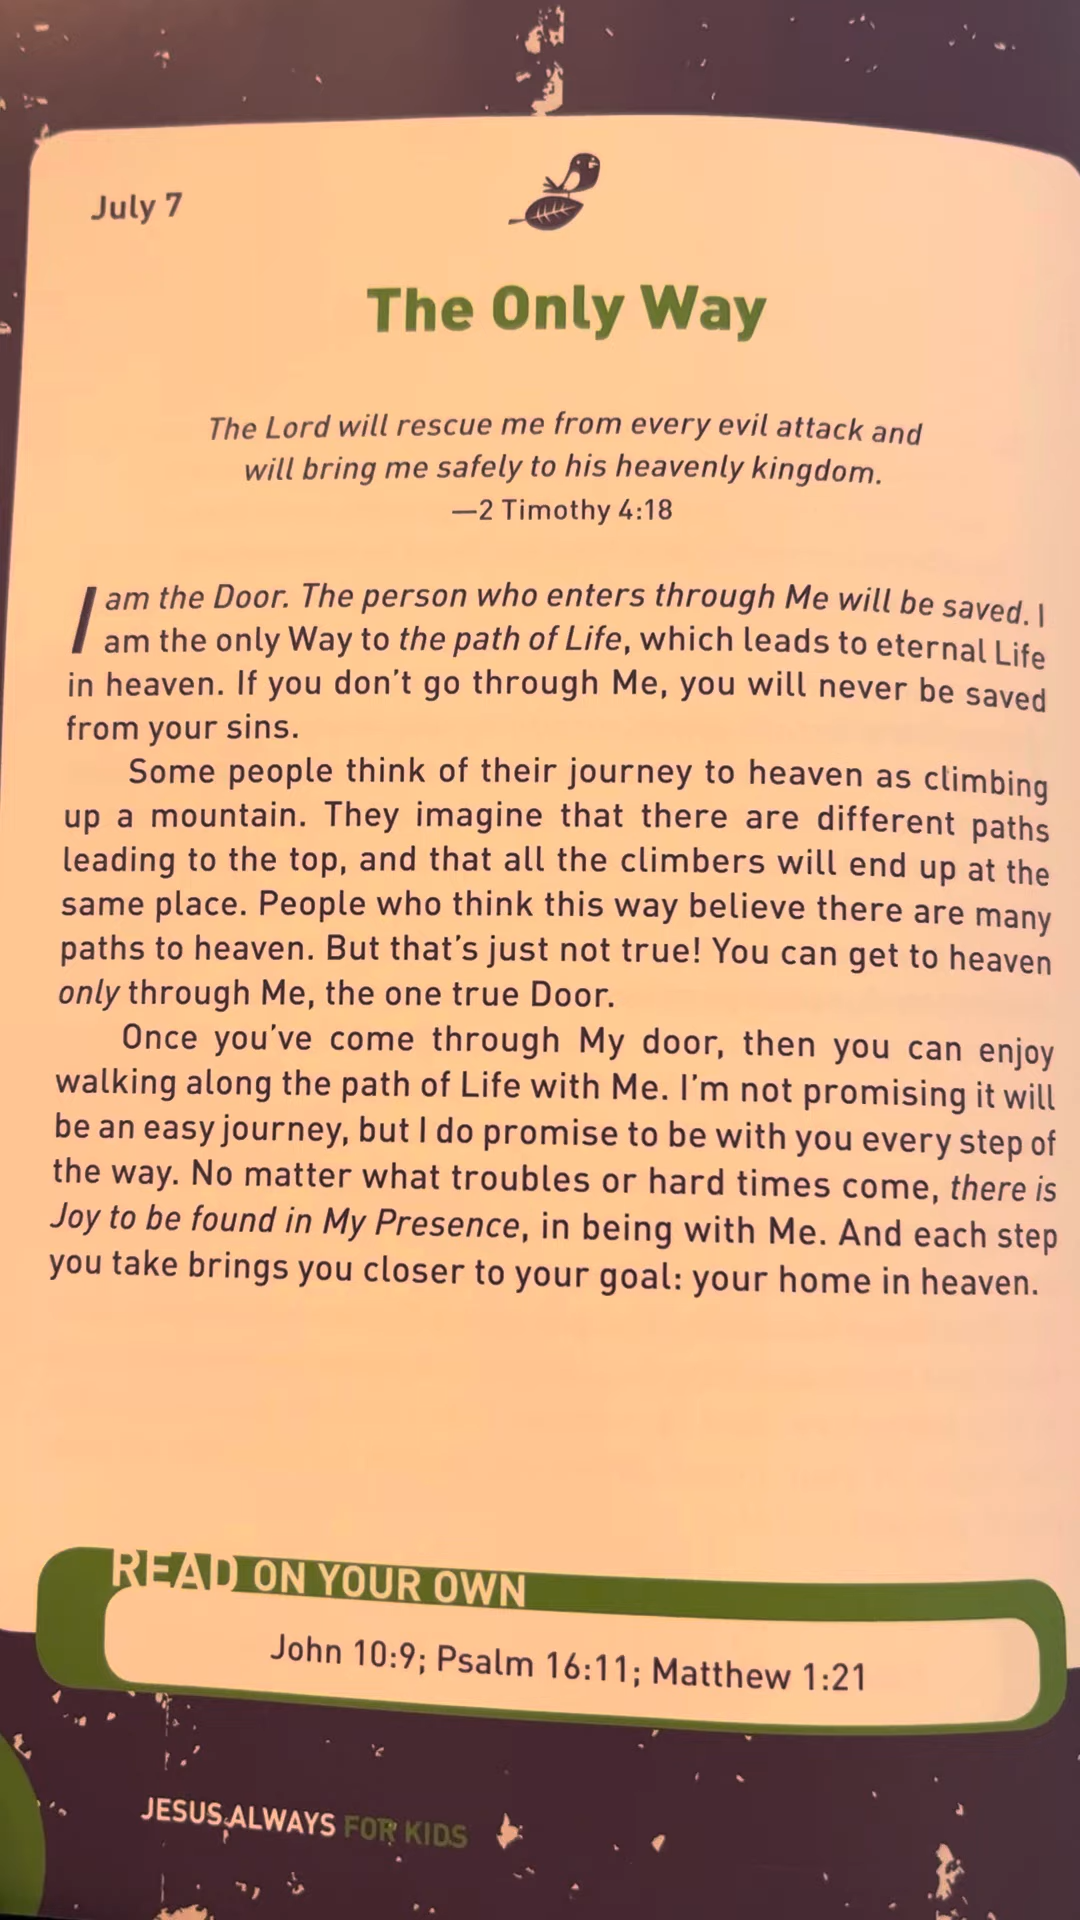 July 7
The Only Way
The Lord will rescue me from every evil attack and
will bring me safely to his heavenly kingdom.
—2 Timothy 4:18
I am the Door. The person who enters through Me will be saved. I
am the only Way to the path of Life, which leads to eternal Life
in heaven. If you don't go through Me, you will never be saved
from your sins.
Some people think of their journey to heaven as climbing
up a mountain. They imagine that there are different paths
leading to the top, and that all the climbers will end up at the
same place. People who think this way believe there are many
paths to heaven. But that's just not true! You can get to heaven
only through Me, the one true Door.
Once you've come through My door, then you can enjoy
walking along the path of Life with Me. I'm not promising it will
be an easy journey, but I do promise to be with you every step of
the way. No matter what troubles or hard times come, there is
Joy to be found in My Presence, in being with Me. And each step
you take brings you closer to your goal: your home in heaven.
READ ON YOUR OWN
John 10:9; Psalm 16:11; Matthew 1:21
JESUS ALWAYS FOR KIDS